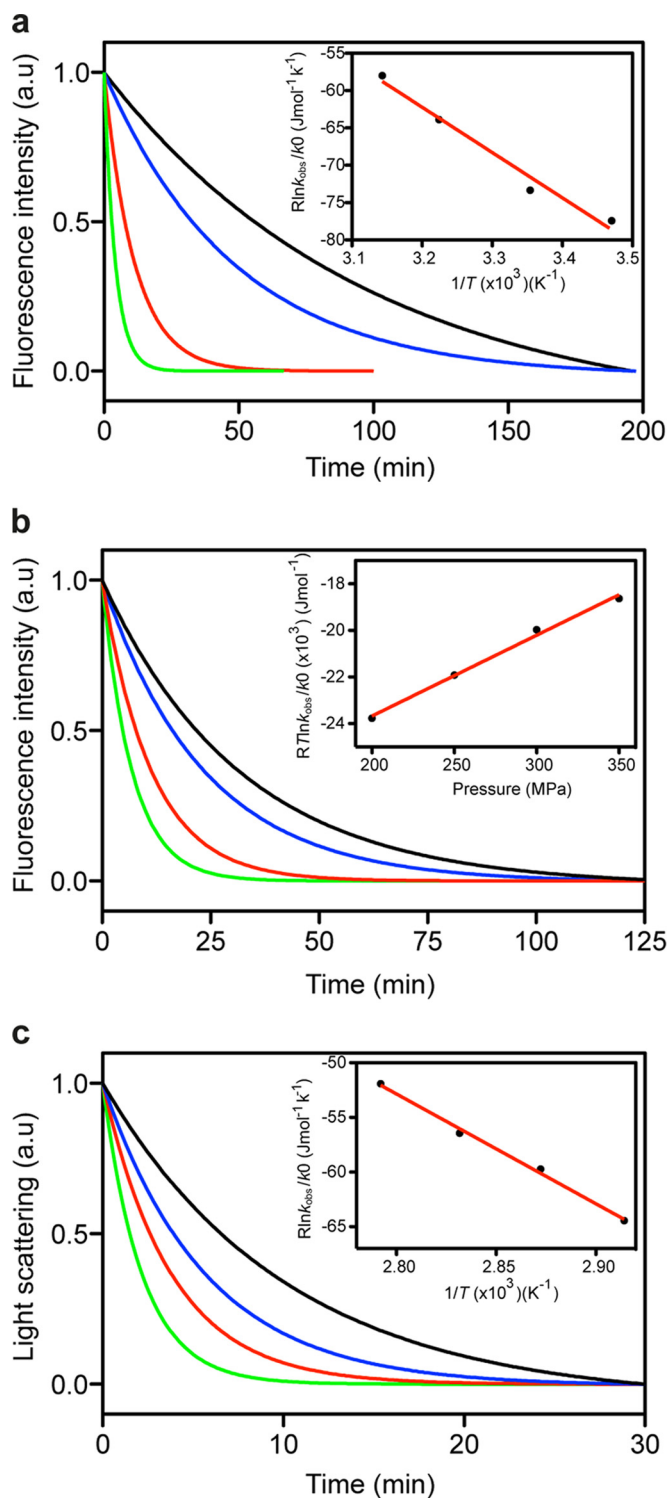 a
Fluorescence intensity (a.u)
1.0
0.5
0.0
0 50 100 150 200
Time (min)
Rlnkobs/k0 (Jmol⁻¹k⁻¹)
-55
-60
-65
-70
-75
-80
3.1 3.2 3.3 3.4 3.5
1/T (x10³)(K⁻¹)
b
Fluorescence intensity (a.u)
1.0
0.5
0.0
0 25 50 75 100 125
Time (min)
RTlnkobs/k0 (x10³) (Jmol⁻¹)
-18
-20
-22
-24
200 250 300 350
Pressure (MPa)
c
Light scattering (a.u)
1.0
0.5
0.0
0 10 20 30
Time (min)
Rlnkobs/k0 (Jmol⁻¹k⁻¹)
-50
-55
-60
-65
2.80 2.85 2.90
1/T (x10³)(K⁻¹)